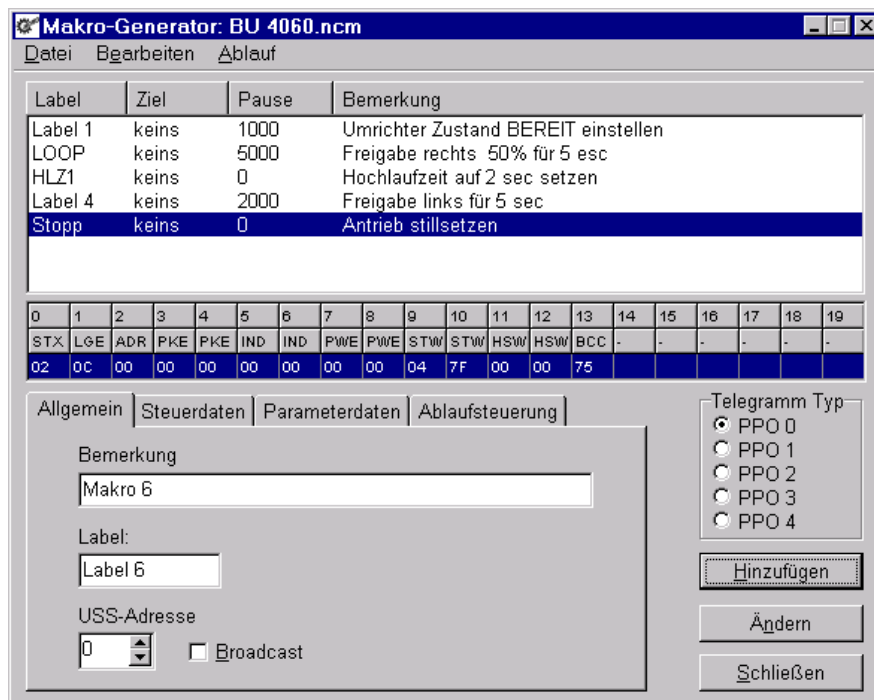 Makro-Generator: BU 4060.ncm
Datei Bearbeiten Ablauf
Label Ziel Pause Bemerkung
Label 1 keins 1000 Umrichter Zustand BEREIT einstellen
LOOP keins 5000 Freigabe rechts 50% für 5 esc
HLZ1 keins 0 Hochlaufzeit auf 2 sec setzen
Label 4 keins 2000 Freigabe links für 5 sec
Stopp keins 0 Antrieb stillsetzen
0 1 2 3 4 5 6 7 8 9 10 11 12 13 14 15 16 17 18 19
STX LGE ADR PKE PKE IND IND PWE PWE STW STW HSW HSW BCC - - - - - -
02 0C 00 00 00 00 00 00 00 04 7F 00 00 75
Allgemein Steuerdaten Parameterdaten Ablaufsteuerung
Bemerkung
Makro 6
Label:
Label 6
USS-Adresse
0 Broadcast
Telegramm Typ
PPO 0
PPO 1
PPO 2
PPO 3
PPO 4
Hinzufügen
Ändern
Schließen